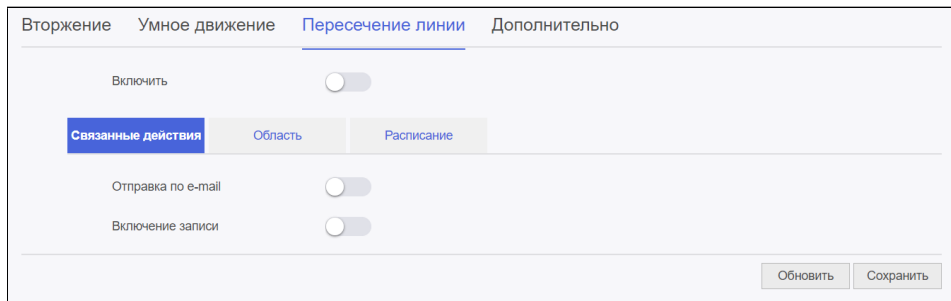 Вторжение Умное движение Пересечение линии Дополнительно
Включить
Связанные действия Область Расписание
Отправка по e-mail
Включение записи
Обновить Сохранить